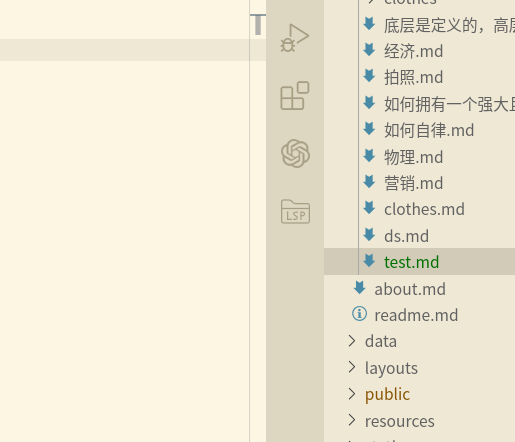 T
clothes
底层是定义的，高层
经济.md
拍照.md
如何拥有一个强大且
如何自律.md
物理.md
营销.md
LSP
clothes.md
ds.md
test.md
about.md
readme.md
data
layouts
public
resources